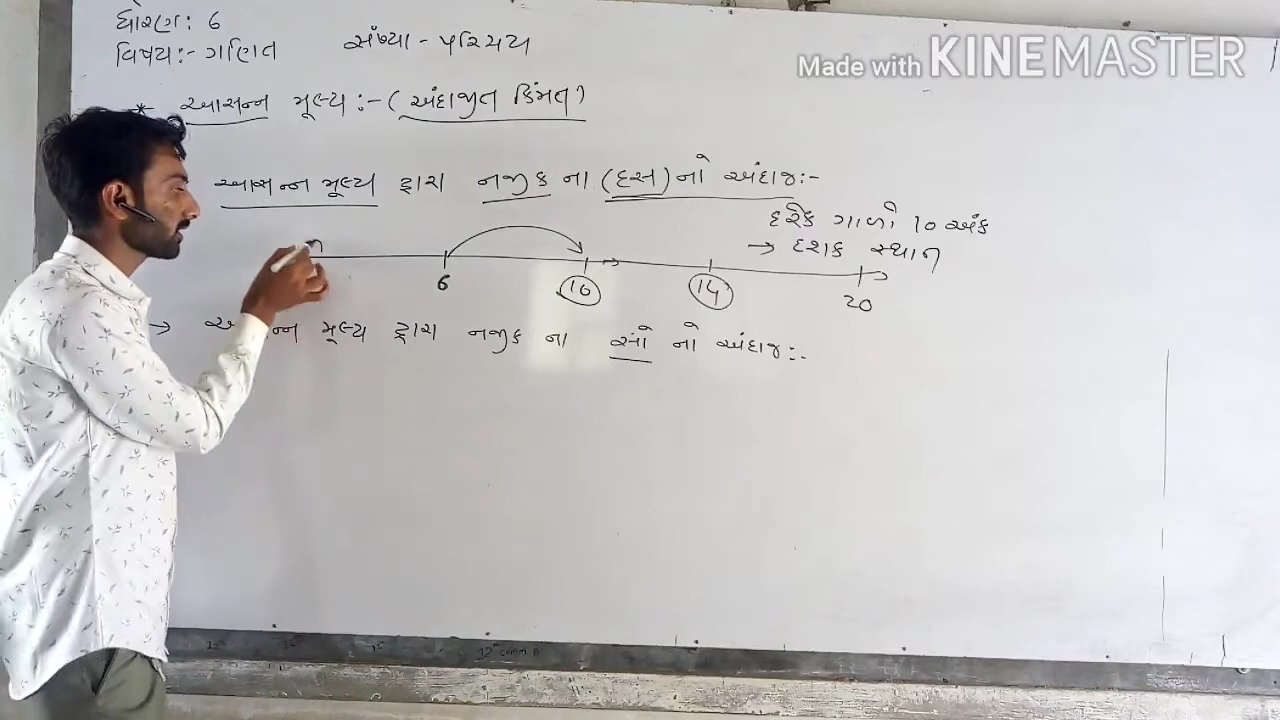 ધોરણ: 6
વિષય:- ગણિત સંખ્યા - પરિચય
Made with KINEMASTER
* આસન્ન મૂલ્ય :- (અંદાજીત કિંમત)
આસન્ન મૂલ્ય દ્વારા નજીક ના (દસ) નો અંદાજ :-
દરેક ગાળો 10 અંક
→ દશક સ્થાન
6 10 14 20
→ મૂલ્ય દ્વારા નજીક ના સો નો અંદાજ :-